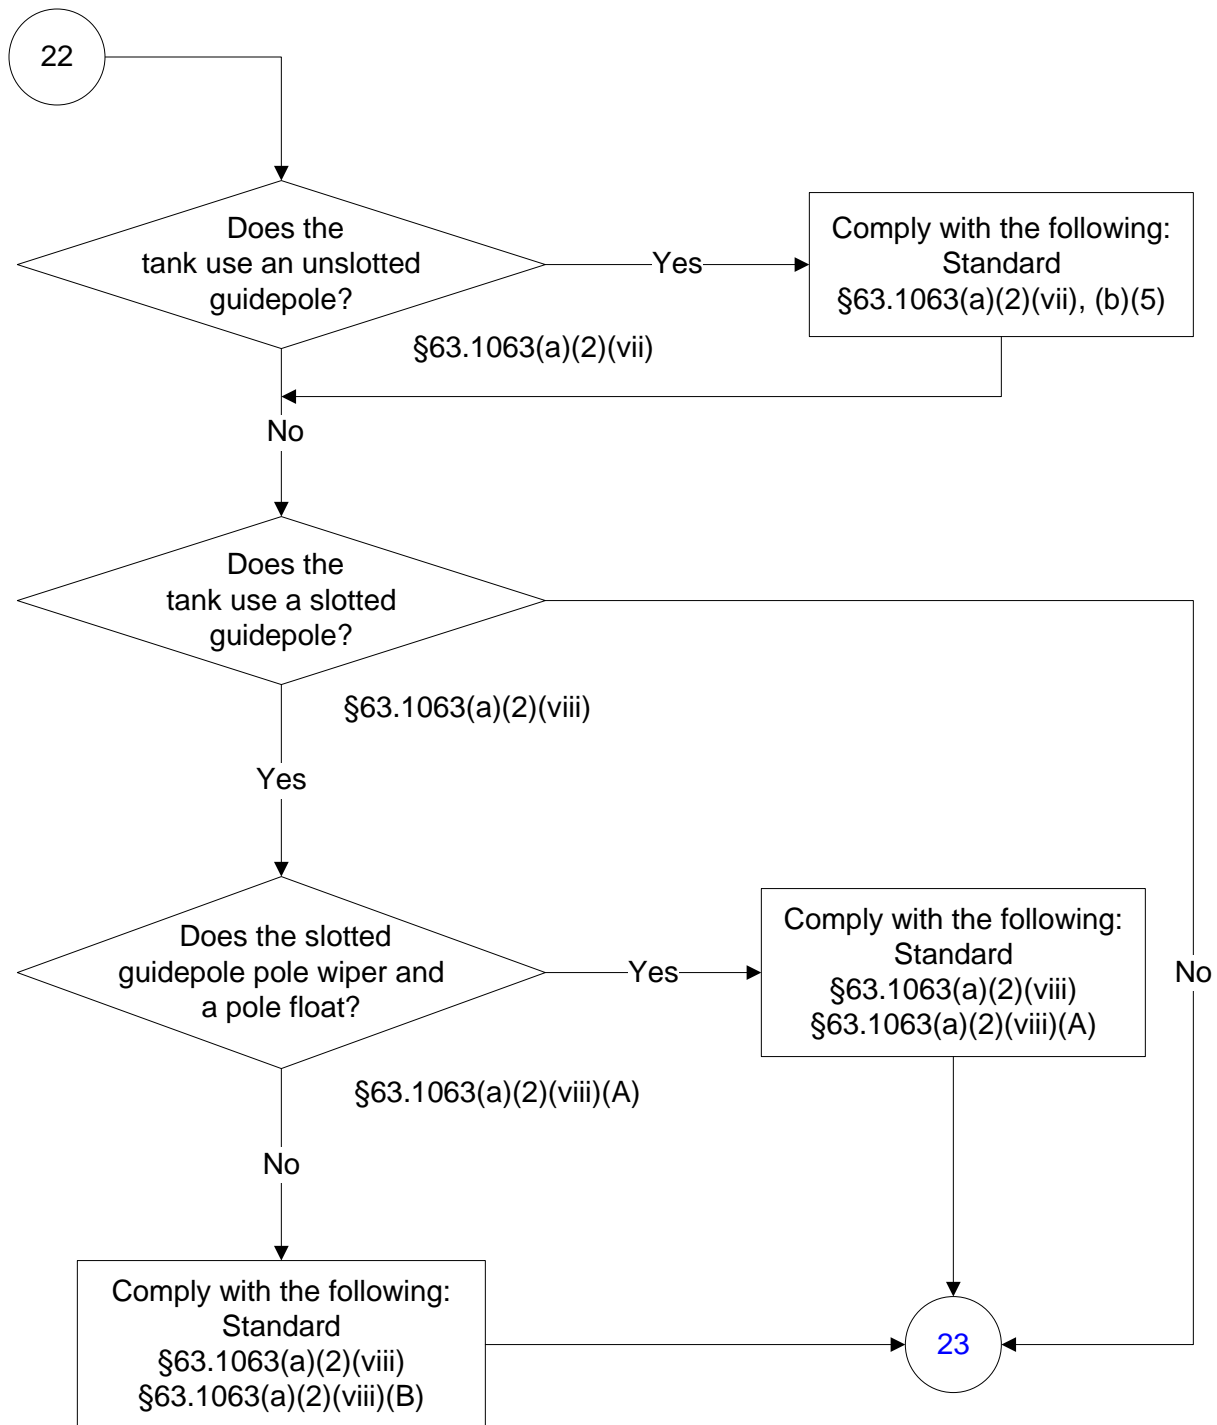 22
Does the
tank use an unslotted
guidepole?
Yes
Comply with the following:
Standard
§63.1063(a)(2)(vii), (b)(5)
§63.1063(a)(2)(vii)
No
Does the
tank use a slotted
guidepole?
§63.1063(a)(2)(viii)
Yes
Does the slotted
guidepole pole wiper and
a pole float?
Yes
Comply with the following:
Standard
§63.1063(a)(2)(viii)
§63.1063(a)(2)(viii)(A)
No
§63.1063(a)(2)(viii)(A)
No
Comply with the following:
Standard
§63.1063(a)(2)(viii)
§63.1063(a)(2)(viii)(B)
23